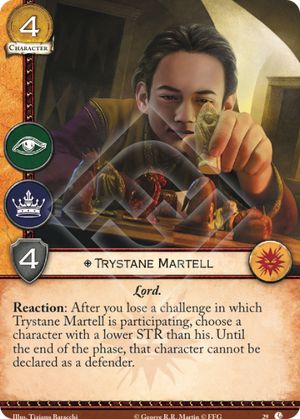 4
Character
4
Trystane Martell
Lord.
Reaction: After you lose a challenge in which
Trystane Martell is participating, choose a
character with a lower STR than his. Until
the end of the phase, that character cannot be
declared as a defender.
Illus. Tiziano Baracchi © George R.R. Martin © FFG 29